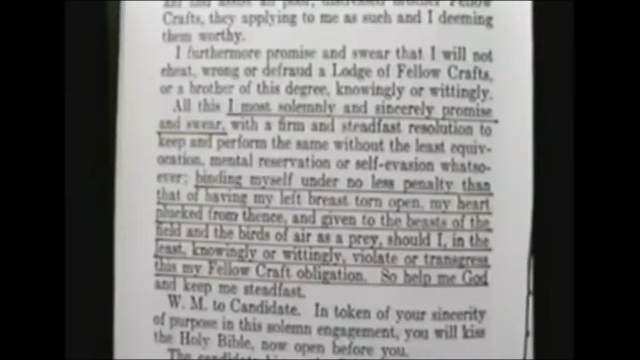 Crafts, they applying to me as such and I deeming
them worthy.
I furthermore promise and swear that I will not
cheat, wrong or defraud a Lodge of Fellow Crafts,
or a brother of this degree, knowingly or wittingly.
All this I most solemnly and sincerely promise
and swear, with a firm and steadfast resolution to
keep and perform the same without the least equiv-
ocation, mental reservation or self-evasion whatso-
ever; binding myself under no less penalty than
that of having my left breast torn open, my heart
plucked from thence, and given to the beasts of the
field and the birds of air as a prey, should I, in the
least, knowingly or wittingly, violate or transgress
this my Fellow Craft obligation. So help me God
and keep me steadfast.
W. M. to Candidate. In token of your sincerity
of purpose in this solemn engagement, you will kiss
the Holy Bible, now open before you.